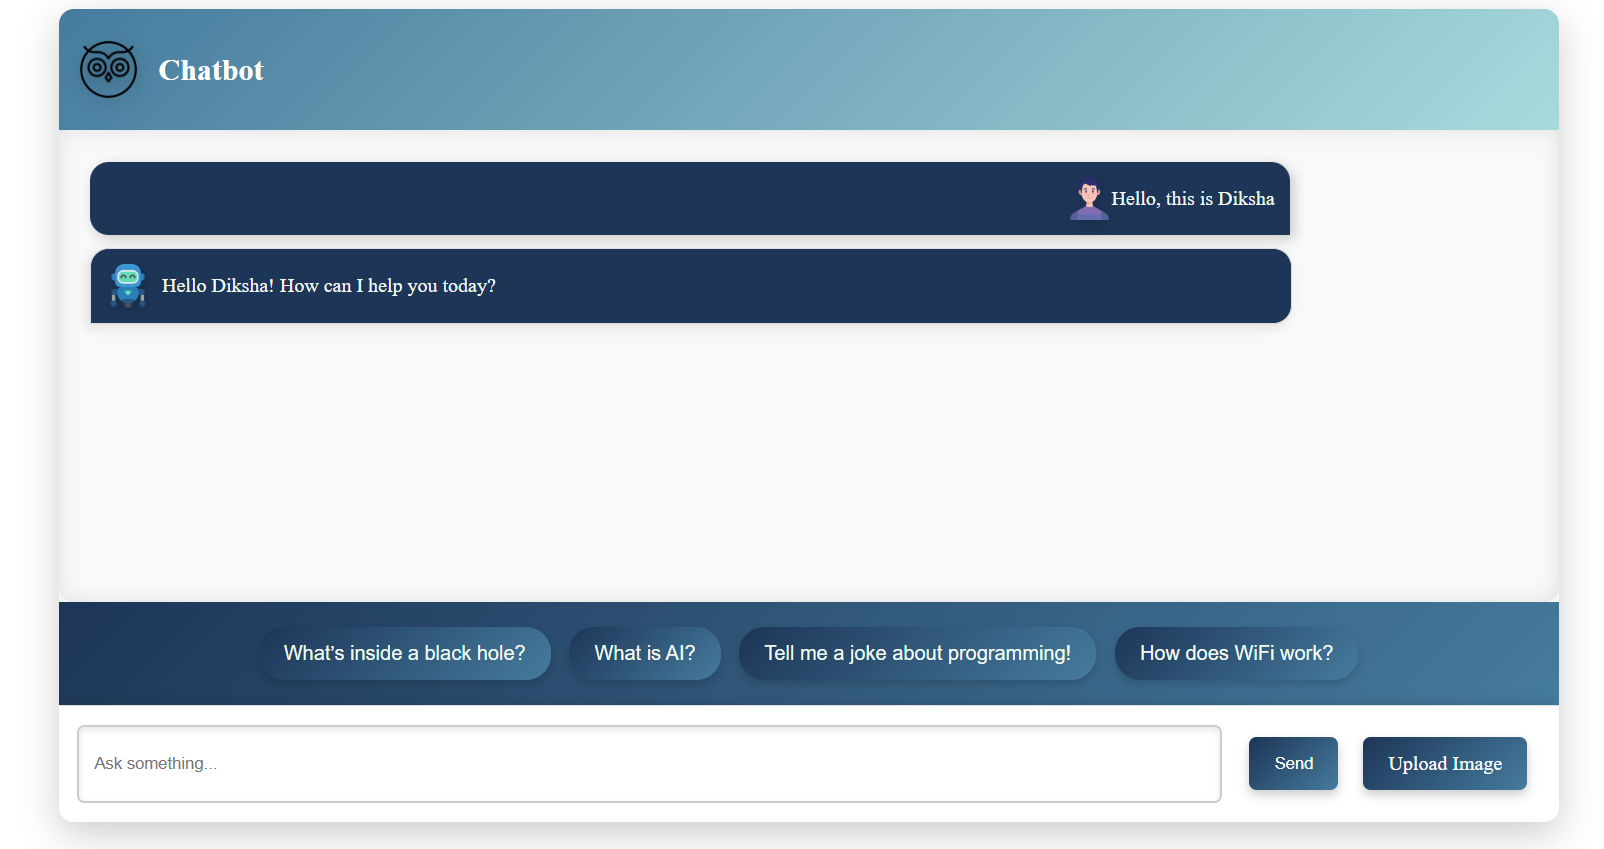 Chatbot
Hello, this is Diksha
Hello Diksha! How can I help you today?
What's inside a black hole?
What is AI?
Tell me a joke about programming!
How does WiFi work?
Ask something...
Send
Upload Image